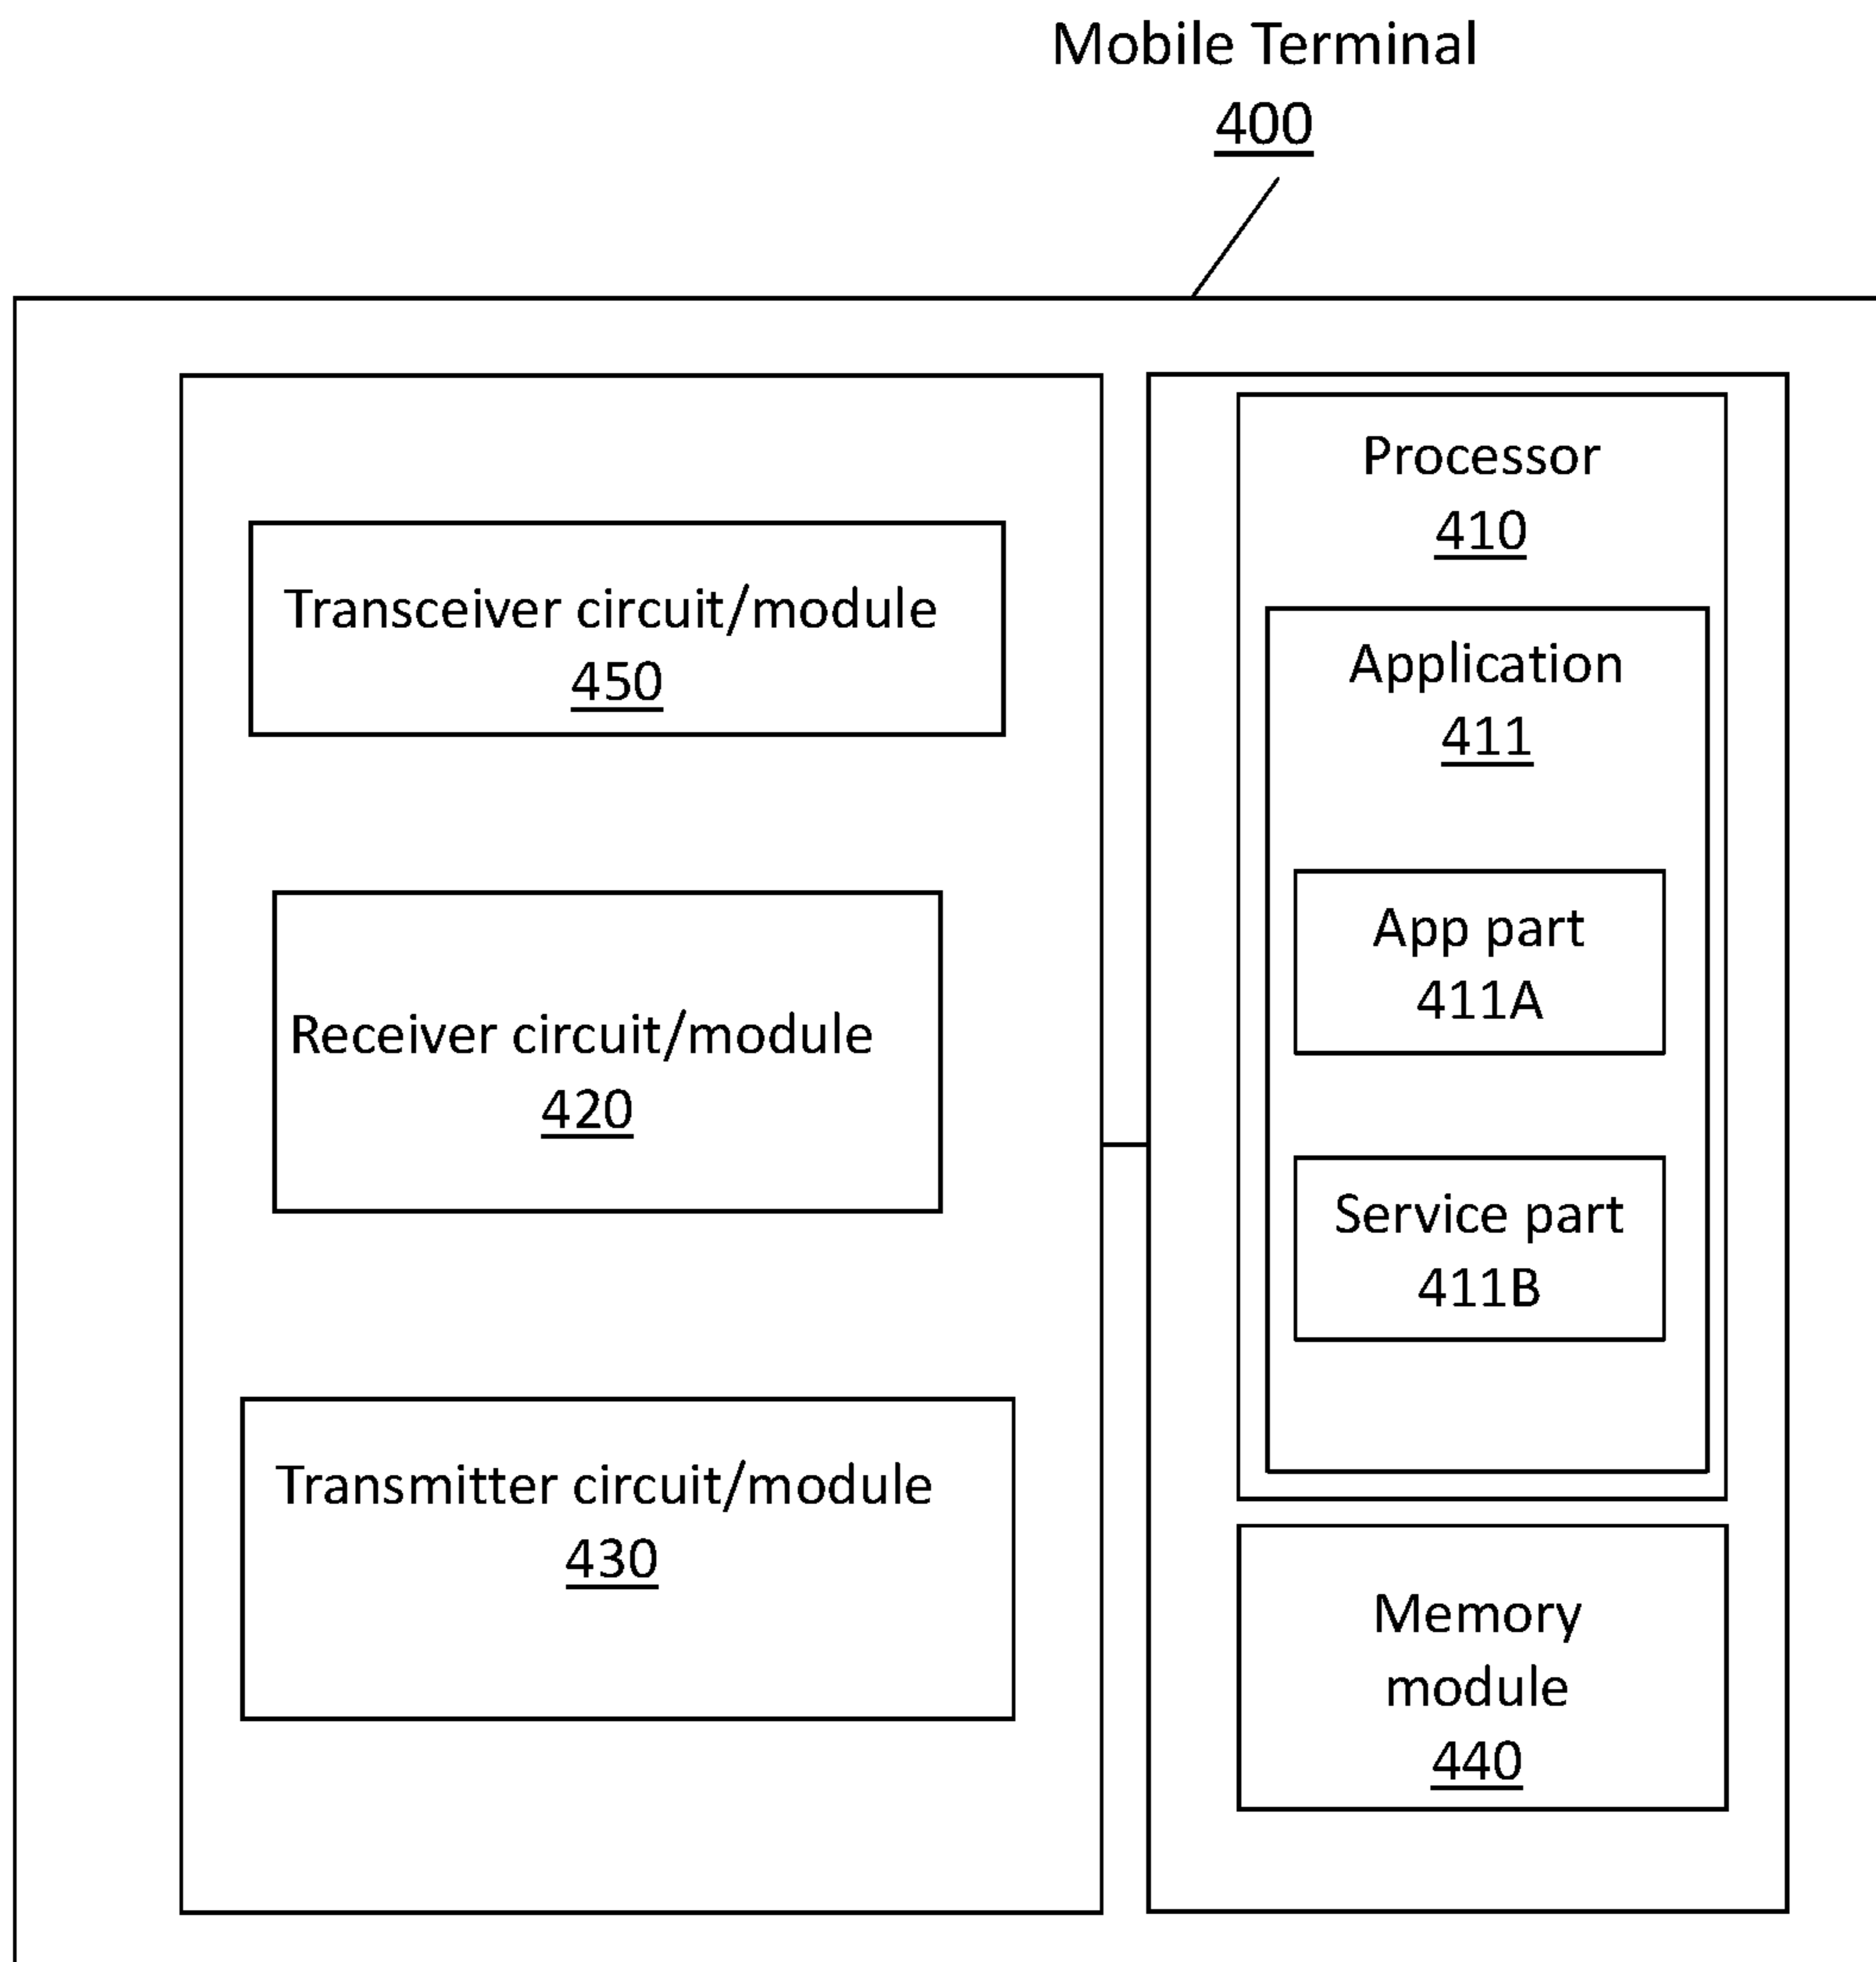 Mobile Terminal
400
Transceiver circuit/module
450
Receiver circuit/module
420
Transmitter circuit/module
430
Processor
410
Application
411
App part
411A
Service part
411B
Memory
module
440